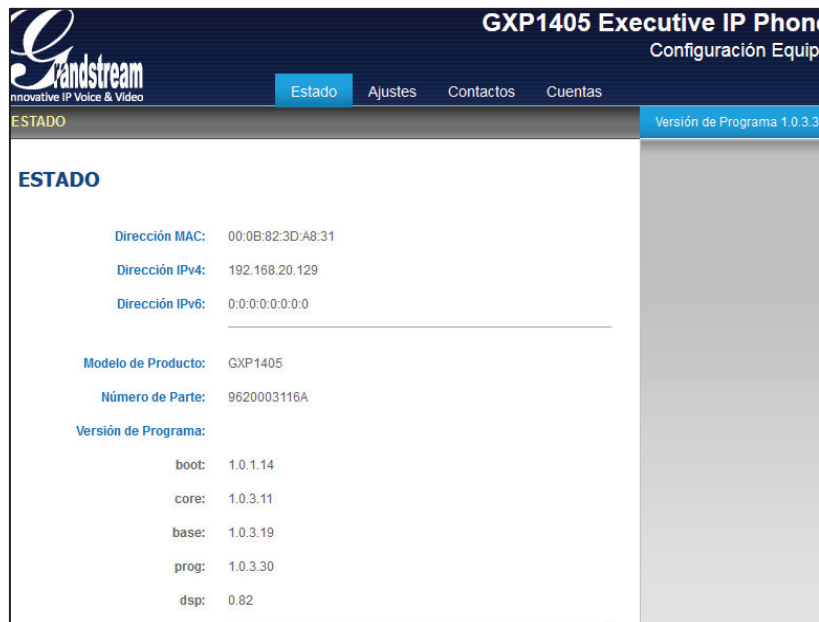 GXP1405 Executive IP Phone
Configuración Equip
Grandstream
nnovative IP Voice & Video
Estado Ajustes Contactos Cuentas
ESTADO
Versión de Programa 1.0.3.3
ESTADO
Dirección MAC: 00:0B:82:3D:A8:31
Dirección IPv4: 192.168.20.129
Dirección IPv6: 0:0:0:0:0:0:0:0
Modelo de Producto: GXP1405
Número de Parte: 9620003116A
Versión de Programa:
boot: 1.0.1.14
core: 1.0.3.11
base: 1.0.3.19
prog: 1.0.3.30
dsp: 0.82